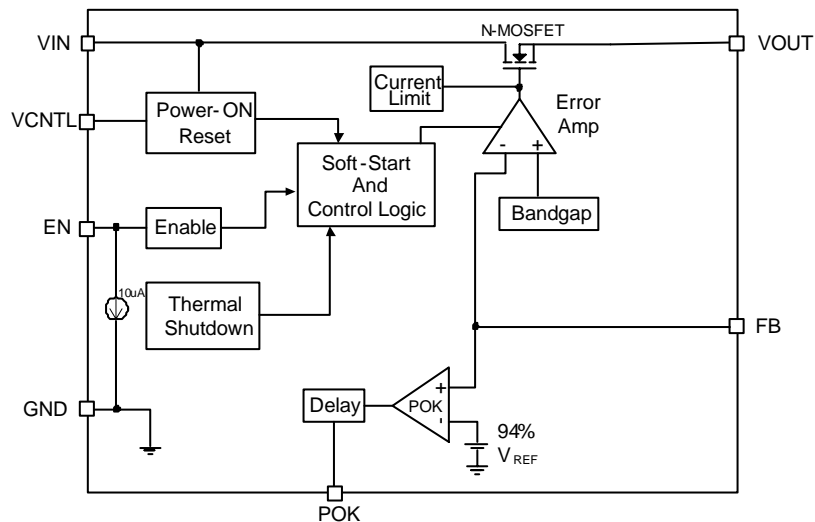 N-MOSFET
VIN
VOUT
Current
Limit
Error
Amp
VCNTL
Power-ON
Reset
-
+
Soft-Start
And
Control Logic
Bandgap
EN
Enable
10uA
Thermal
Shutdown
FB
GND
Delay
POK
+
-
94%
VREF
POK